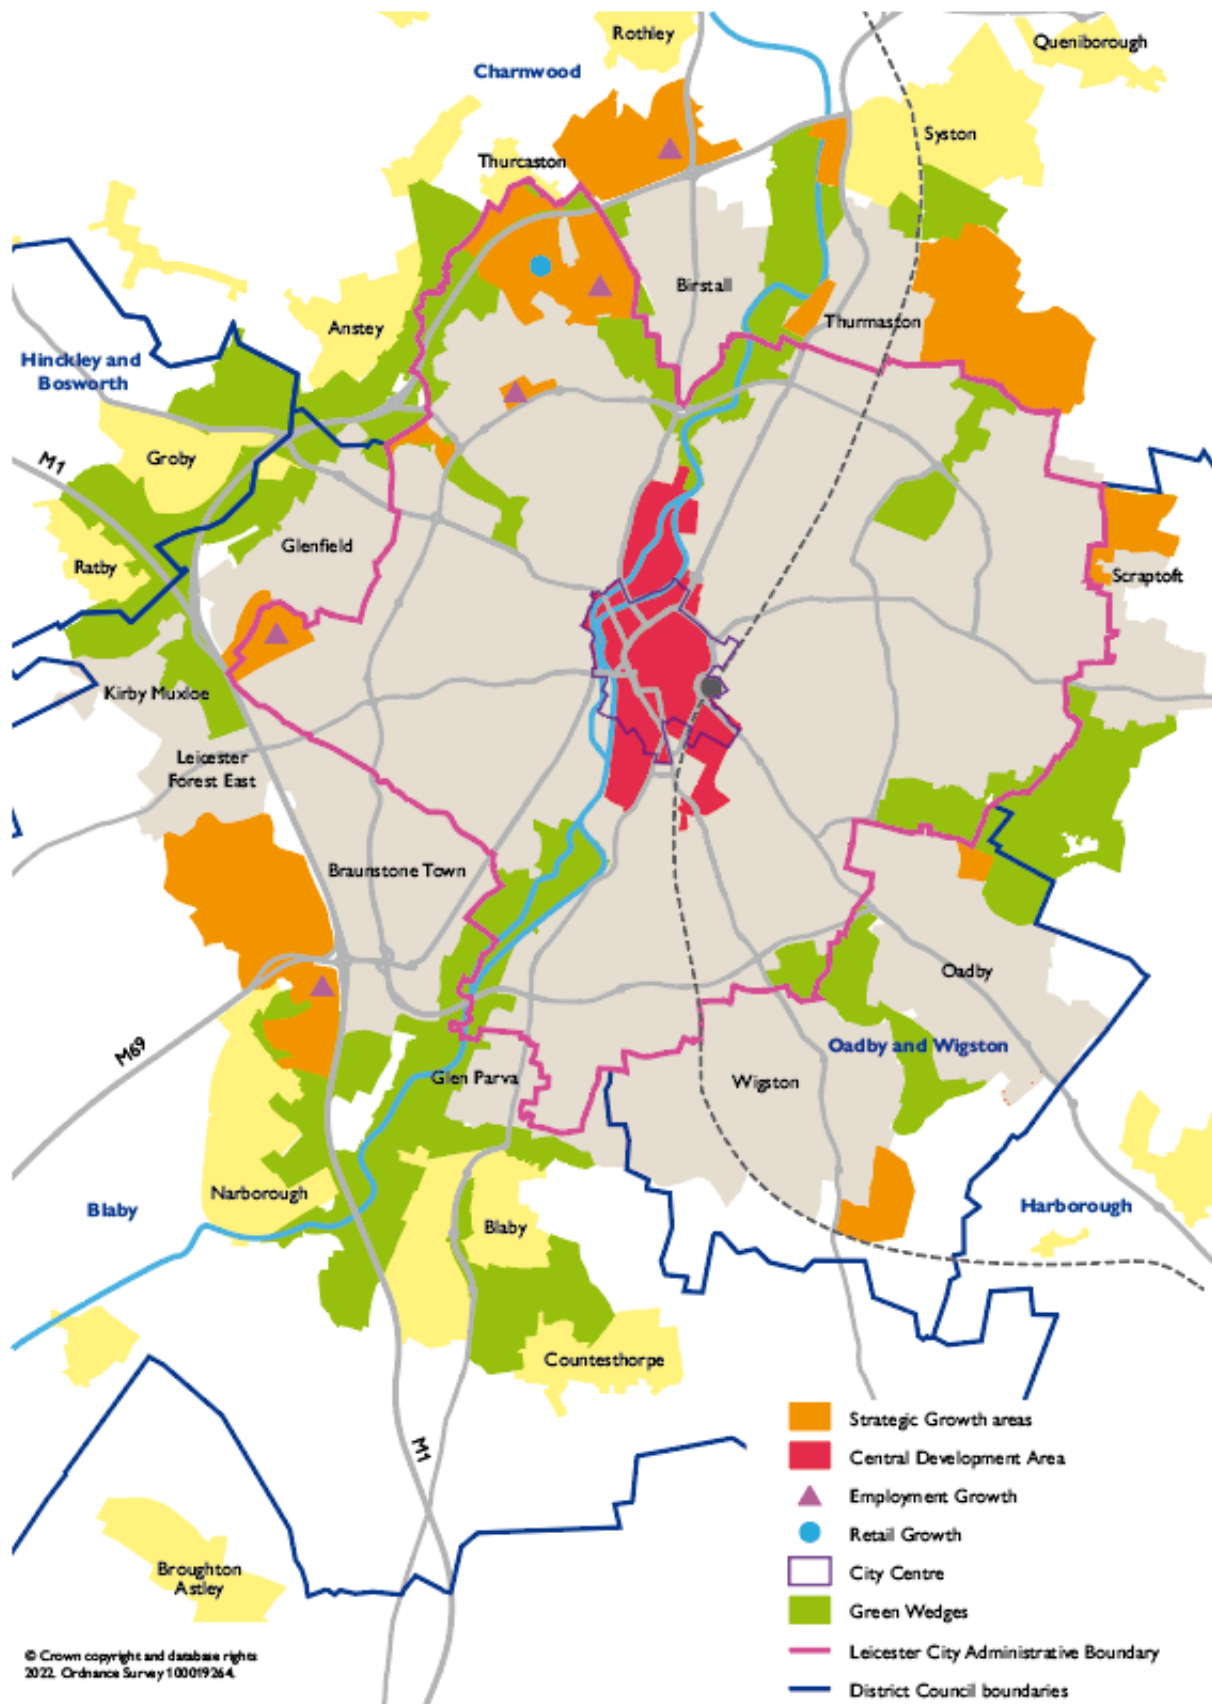 Rothley
Queniborough
Charnwood
Syston
Thurcaston
Birstall
Thurmaston
Anstey
Hinckley and
Bosworth
Groby
M1
Glenfield
Ratby
Scraptoft
Kirby Muxloe
Leicester
Forest East
Braunstone Town
Oadby
M69
Oadby and Wigston
Glen Parva
Wigston
Narborough
Blaby
Harborough
Blaby
Countesthorpe
M1
Broughton
Astley
Strategic Growth areas
Central Development Area
Employment Growth
Retail Growth
City Centre
Green Wedges
Leicester City Administrative Boundary
District Council boundaries
© Crown copyright and database rights
2022. Ordnance Survey 100019264.